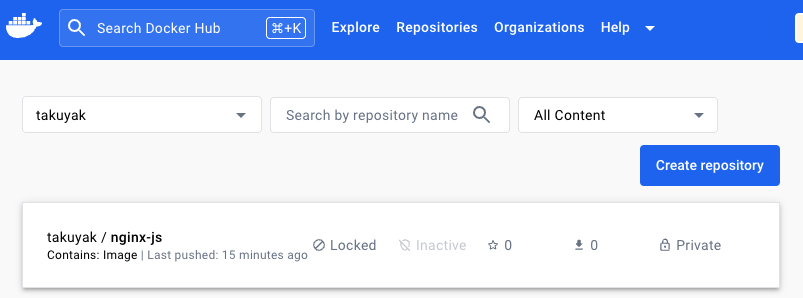 Search Docker Hub ⌘+K Explore Repositories Organizations Help
takuyak Search by repository name All Content
Create repository
takuyak / nginx-js
Contains: Image | Last pushed: 15 minutes ago Locked Inactive 0 0 Private